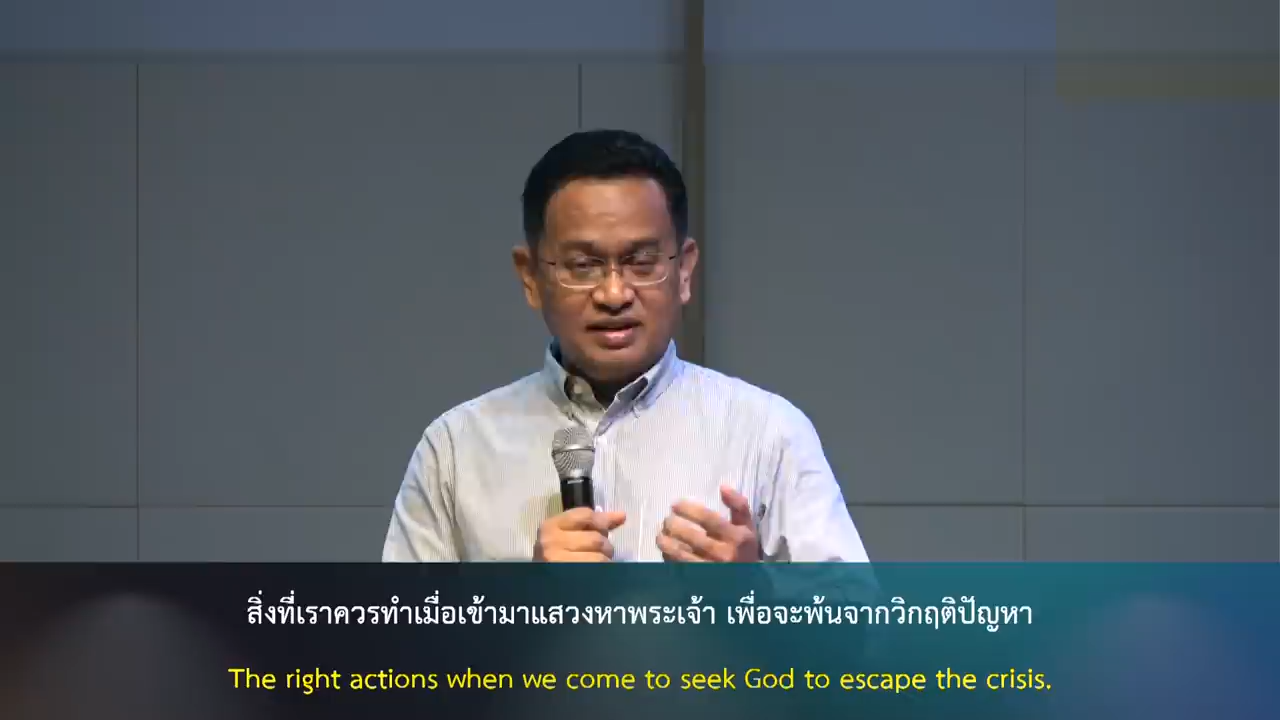 สิ่งที่เราควรทำเมื่อเข้ามาแสวงหาพระเจ้า เพื่อจะพ้นจากวิกฤติปัญหา
The right actions when we come to seek God to escape the crisis.